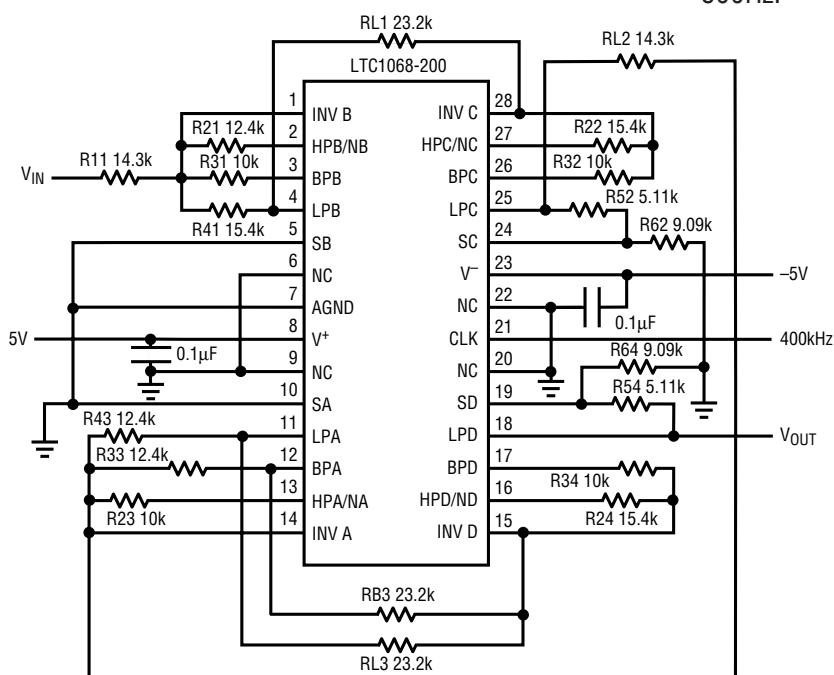 RL1 23.2k
RL2 14.3k
LTC1068-200
1 INV B
INV C 28
R21 12.4k
2 HPB/NB
HPC/NC 27
R22 15.4k
VIN
R11 14.3k
R31 10k
3 BPB
BPC 26
R32 10k
4 LPB
LPC 25
R52 5.11k
R41 15.4k
5 SB
SC 24
R62 9.09k
6 NC
V– 23
–5V
7 AGND
NC 22
0.1µF
5V
8 V+
CLK 21
400kHz
0.1µF
9 NC
NC 20
R64 9.09k
10 SA
SD 19
R54 5.11k
R43 12.4k
11 LPA
LPD 18
VOUT
R33 12.4k
12 BPA
BPD 17
R34 10k
13 HPA/NA
HPD/ND 16
R23 10k
R24 15.4k
14 INV A
INV D 15
RB3 23.2k
RL3 23.2k